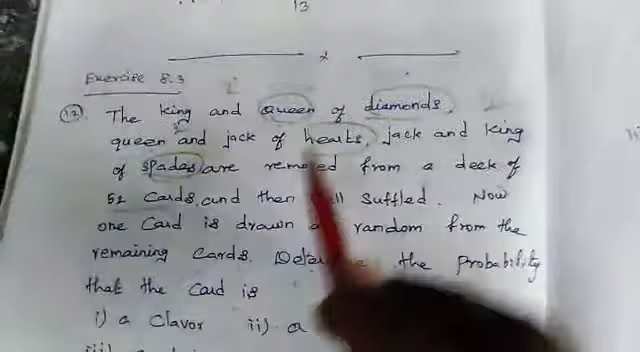 13
Exercise 8.3
12) The king and queen of diamonds,
queen and jack of hearts, jack and king
of spades are removed from a deck of
52 cards and then suffled. Now
one card is drawn random from the
remaining cards. the probability
that the card is
i) a Clavor ii) a
iii)